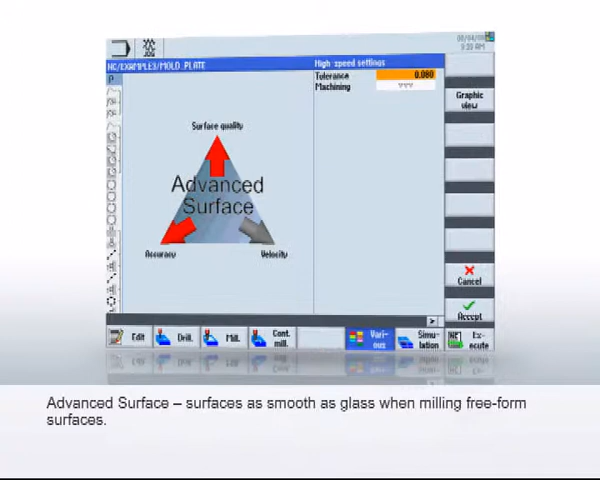 NC/EXAMPLES/MOLD_PLATE
High speed settings
Tolerance 0.080
Machining
Graphic
view
Surface quality
Advanced
Surface
Accuracy
Velocity
Cancel
Accept
Edit
Drill.
Mill.
Cont.
mill.
Vari-
ous
Simu-
lation
Ex-
ecute
Advanced Surface – surfaces as smooth as glass when milling free-form
surfaces.